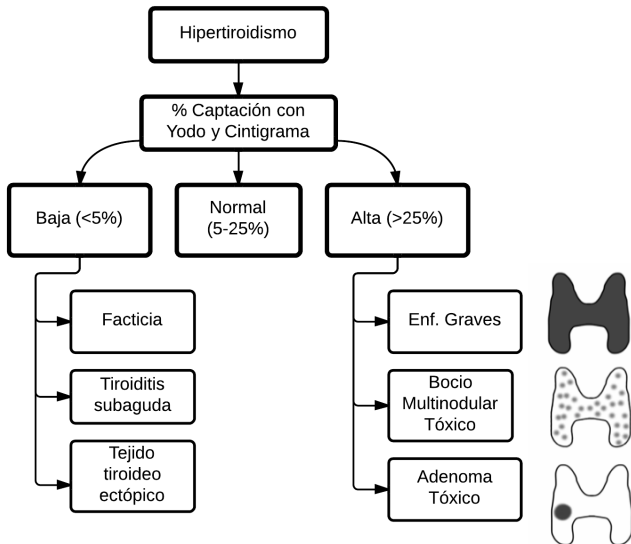 Hipertiroidismo
% Captación con
Yodo y Cintigrama
Baja (<5%)
Normal
(5-25%)
Alta (>25%)
Facticia
Tiroiditis
subaguda
Tejido
tiroideo
ectópico
Enf. Graves
Bocio
Multinodular
Tóxico
Adenoma
Tóxico